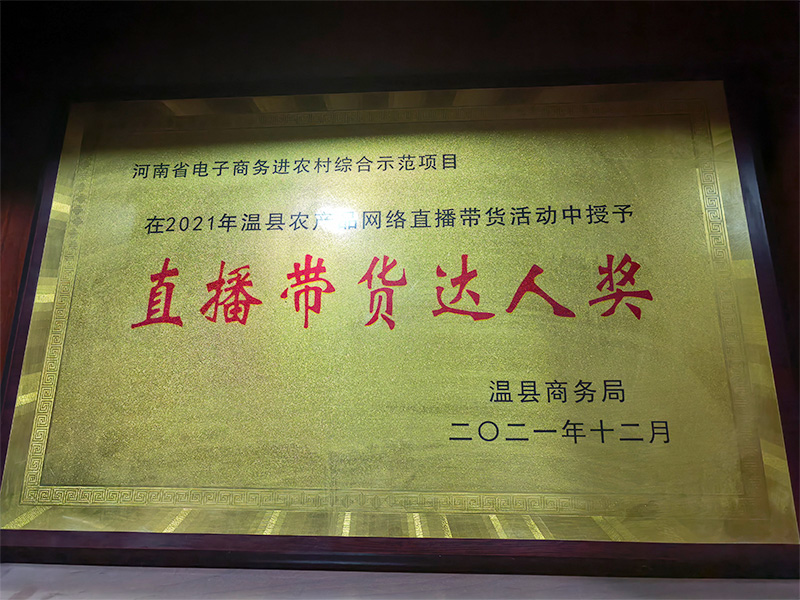 河南省电子商务进农村综合示范项目
在2021年温县农产品网络直播带货活动中授予
直播带货达人奖
温县商务局
二〇二一年十二月